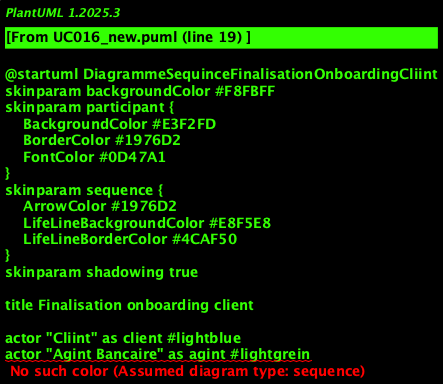 PlantUML 1.2025.3
[From UC016_new.puml (line 19) ]
@startuml DiagrammeSequinceFinalisationOnboardingCliint
skinparam backgroundColor #F8FBFF
skinparam participant {
BackgroundColor #E3F2FD
BorderColor #1976D2
FontColor #0D47A1
}
skinparam sequence {
ArrowColor #1976D2
LifeLineBackgroundColor #E8F5E8
LifeLineBorderColor #4CAF50
}
skinparam shadowing true
title Finalisation onboarding client
actor "Cliint" as client #lightblue
actor "Agint Bancaire" as agint #lightgrein
No such color (Assumed diagram type: sequence)